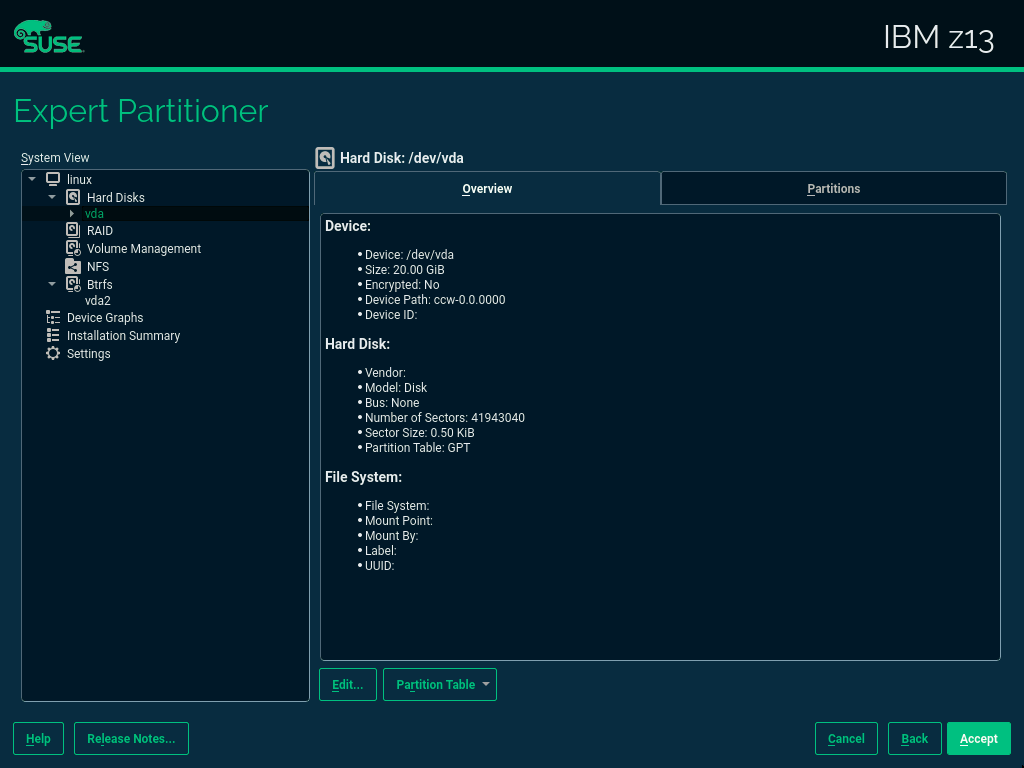 SUSE
IBM z13
Expert Partitioner
System View
linux
Hard Disks
vda
RAID
Volume Management
NFS
Btrfs
vda2
Device Graphs
Installation Summary
Settings
Hard Disk: /dev/vda
Overview
Partitions
Device:
• Device: /dev/vda
• Size: 20.00 GiB
• Encrypted: No
• Device Path: ccw-0.0.0000
• Device ID:
Hard Disk:
• Vendor:
• Model: Disk
• Bus: None
• Number of Sectors: 41943040
• Sector Size: 0.50 KiB
• Partition Table: GPT
File System:
• File System:
• Mount Point:
• Mount By:
• Label:
• UUID:
Edit...
Partition Table
Help
Release Notes...
Cancel
Back
Accept